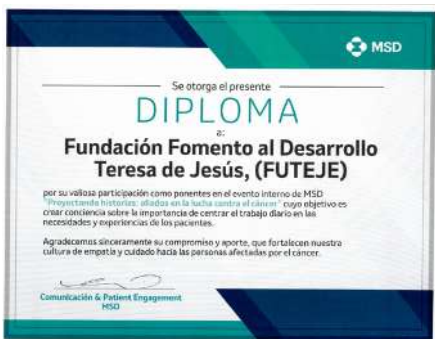 MSD
Se otorga el presente
DIPLOMA
a:
Fundación Fomento al Desarrollo
Teresa de Jesús, (FUTEJE)
por su valiosa participación como ponentes en el evento interno de MSD
"Proyectando historias: aliados en la lucha contra el cáncer" cuyo objetivo es
crear conciencia sobre la importancia de centrar el trabajo diario en las
necesidades y experiencias de los pacientes.
Agradecemos sinceramente su compromiso y aporte, que fortalecen nuestra
cultura de empatía y cuidado hacia las personas afectadas por el cáncer.
Comunicación & Patient Engagement
MSD